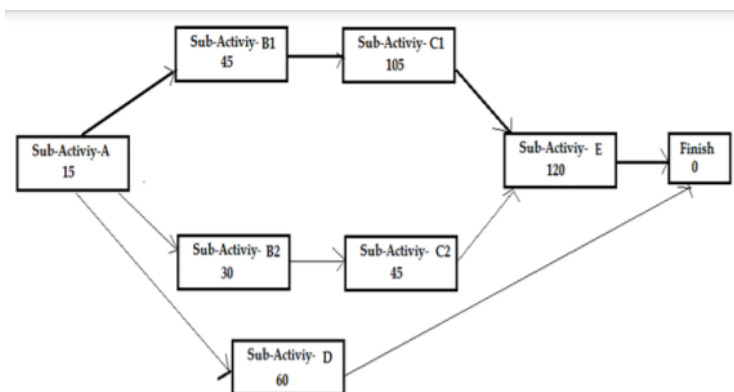 Sub-Activiy- B1
45
Sub-Activiy- C1
105
Sub-Activiy-A
15
Sub-Activiy- E
120
Finish
0
Sub-Activiy- B2
30
Sub-Activiy- C2
45
Sub-Activiy- D
60